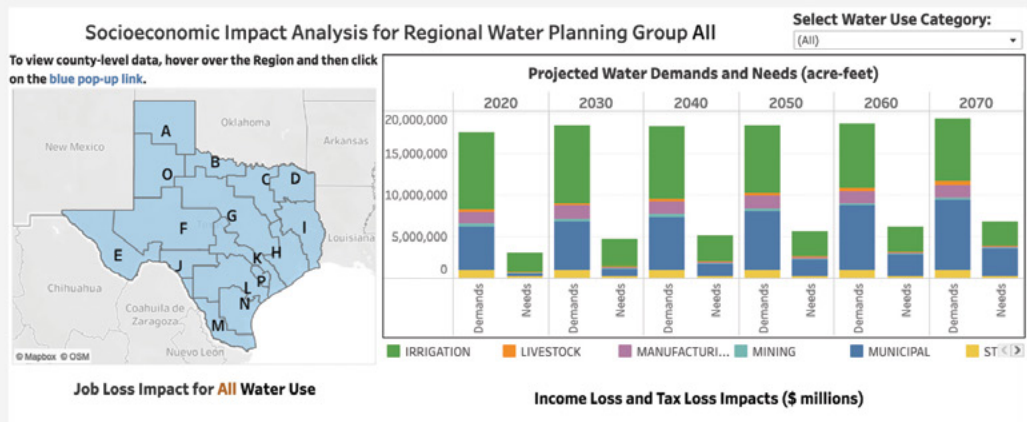 Socioeconomic Impact Analysis for Regional Water Planning Group All
Select Water Use Category:
(All)
To view county-level data, hover over the Region and then click
on the blue pop-up link.
New Mexico
Oklahoma
Arkansas
Louisiana
Chihuahua
Coahuila de
Zaragoza
Nuevo León
A
O
B
C
D
E
F
G
H
I
J
K
L
P
N
M
© Mapbox © OSM
Projected Water Demands and Needs (acre-feet)
2020 2030 2040 2050 2060 2070
20,000,000
15,000,000
10,000,000
5,000,000
0
Demands Needs Demands Needs Demands Needs Demands Needs Demands Needs Demands Needs
IRRIGATION LIVESTOCK MANUFACTURI... MINING MUNICIPAL ST
Job Loss Impact for All Water Use
Income Loss and Tax Loss Impacts ($ millions)